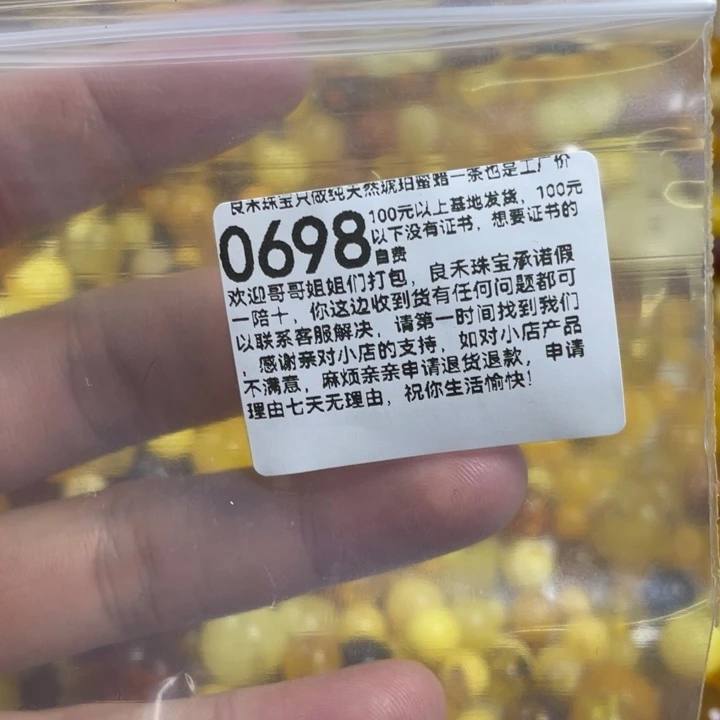 良禾珠宝只做纯天然琥珀蜜蜡一条也是工厂价
0698
100元以上基地发货，100元
以下没有证书，想要证书的
自费
欢迎哥哥姐姐们打包，良禾珠宝承诺假
一陪十，你这边收到货有任何问题都可
以联系客服解决，请第一时间找到我们
，感谢亲对小店的支持，如对小店产品
不满意，麻烦亲亲申请退货退款，申请
理由七天无理由，祝你生活愉快！